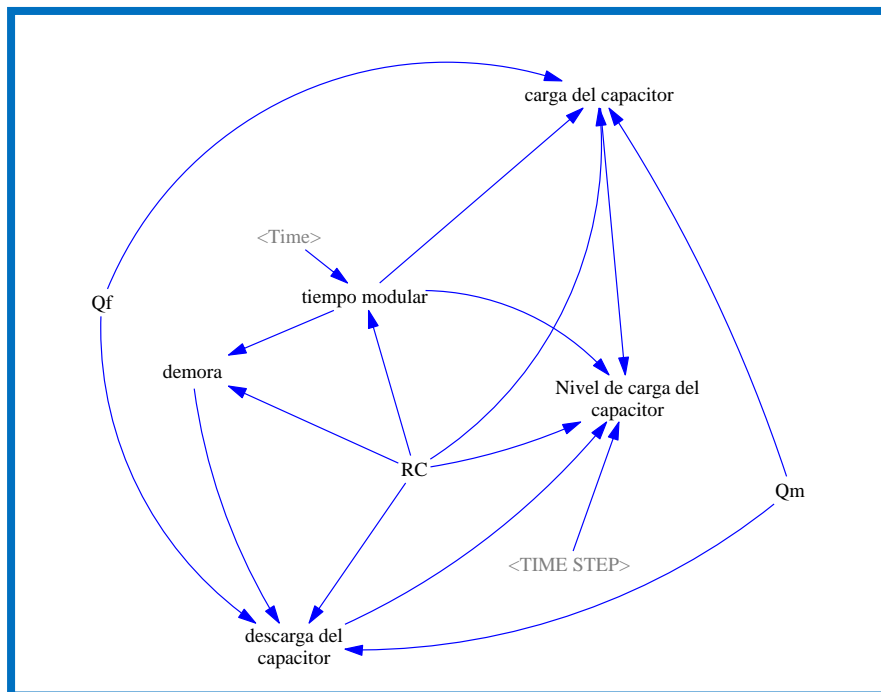 carga del capacitor
<Time>
tiempo modular
Qf
demora
Nivel de carga del
capacitor
RC
Qm
<TIME STEP>
descarga del
capacitor